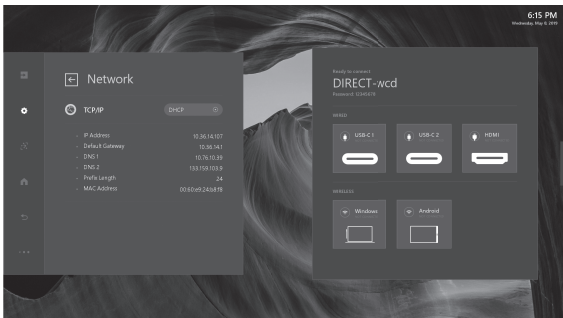 6:15 PM
Wednesday, May 8, 2019
Network
TCP/IP
DHCP
- IP Address 10.36.14.107
- Default Gateway 10.36.14.1
- DNS 1 10.76.10.39
- DNS 2 133.159.103.9
- Prefix Length 24
- MAC Address 00:60:e9:24:b8:f8
Ready to connect
DIRECT-wcd
Password: 12345678
WIRED
USB-C 1
USB-C 2
HDMI
WIRELESS
Windows
Android